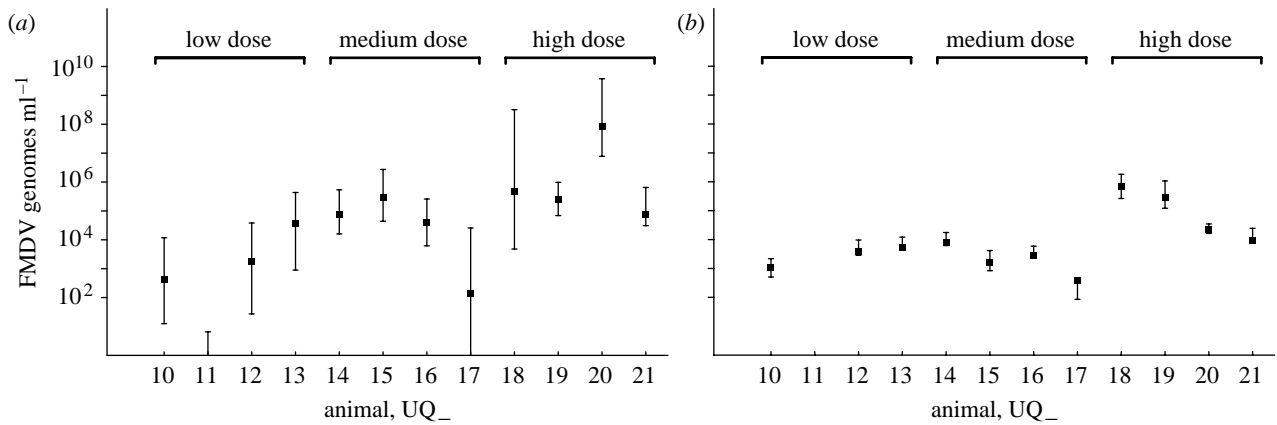 (a) low dose medium dose high dose (b) low dose medium dose high dose
10^10
10^8
10^6
10^4
10^2
FMDV genomes ml^−1
10 11 12 13 14 15 16 17 18 19 20 21 10 11 12 13 14 15 16 17 18 19 20 21
animal, UQ_ animal, UQ_